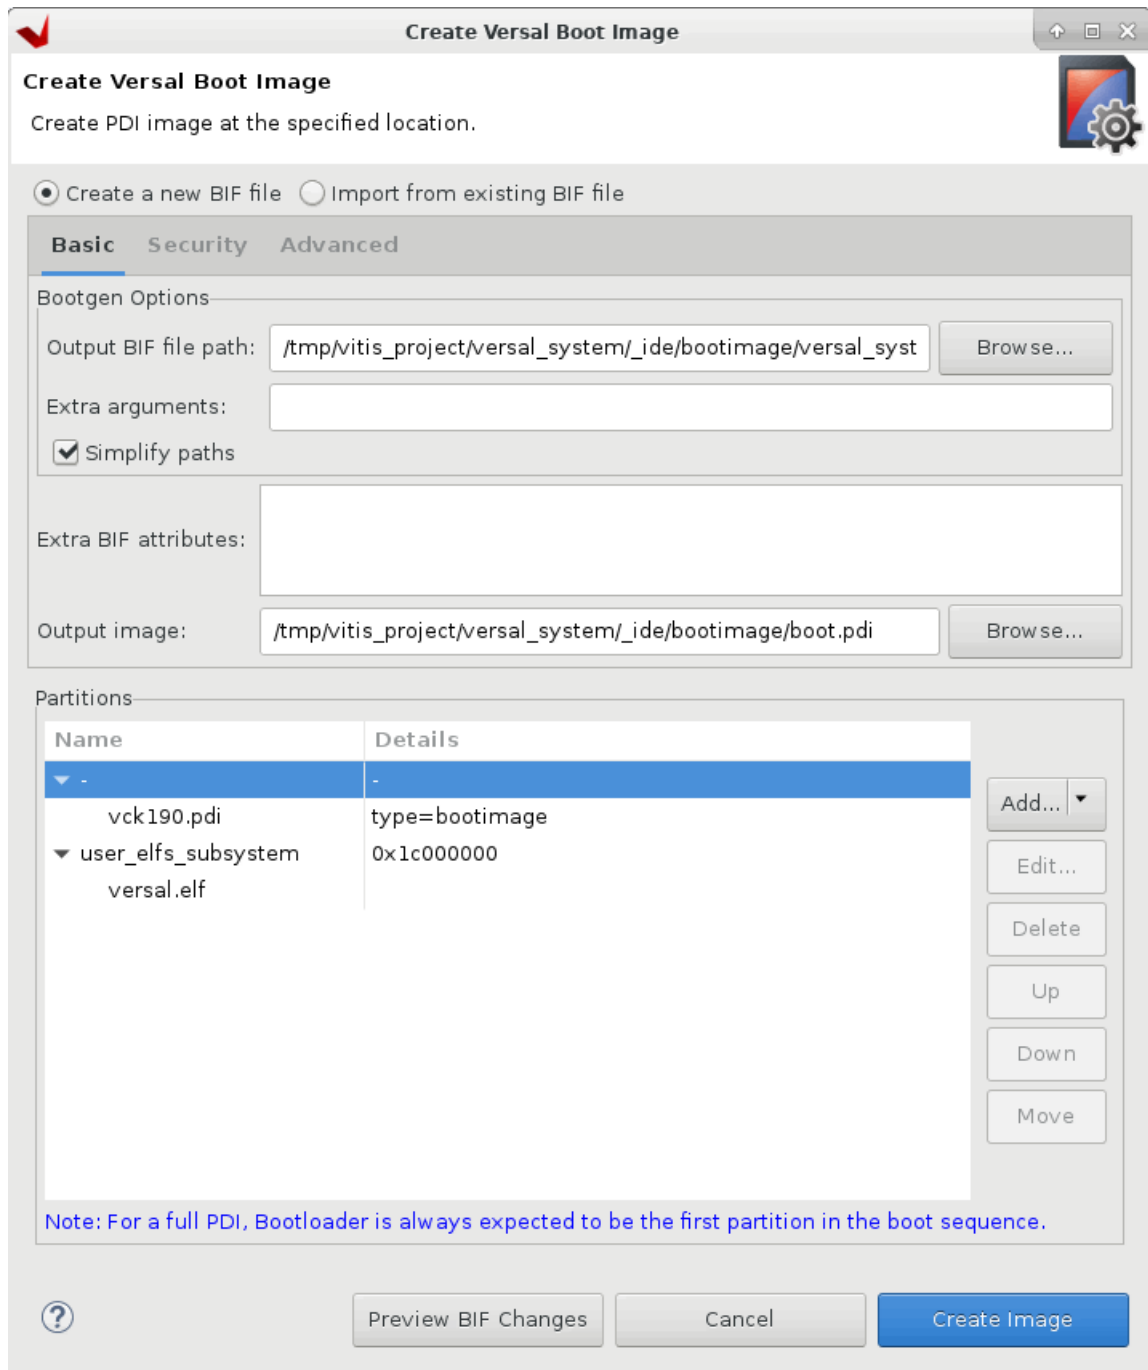 Create Versal Boot Image
Create Versal Boot Image
Create PDI image at the specified location.
Create a new BIF file Import from existing BIF file
Basic Security Advanced
Bootgen Options
Output BIF file path: /tmp/vitis_project/versal_system/_ide/bootimage/versal_syst Browse...
Extra arguments:
Simplify paths
Extra BIF attributes:
Output image: /tmp/vitis_project/versal_system/_ide/bootimage/boot.pdi Browse...
Partitions
Name Details
- -
vck190.pdi type=bootimage
user_elfs_subsystem 0x1c000000
versal.elf
Add...
Edit...
Delete
Up
Down
Move
Note: For a full PDI, Bootloader is always expected to be the first partition in the boot sequence.
? Preview BIF Changes Cancel Create Image